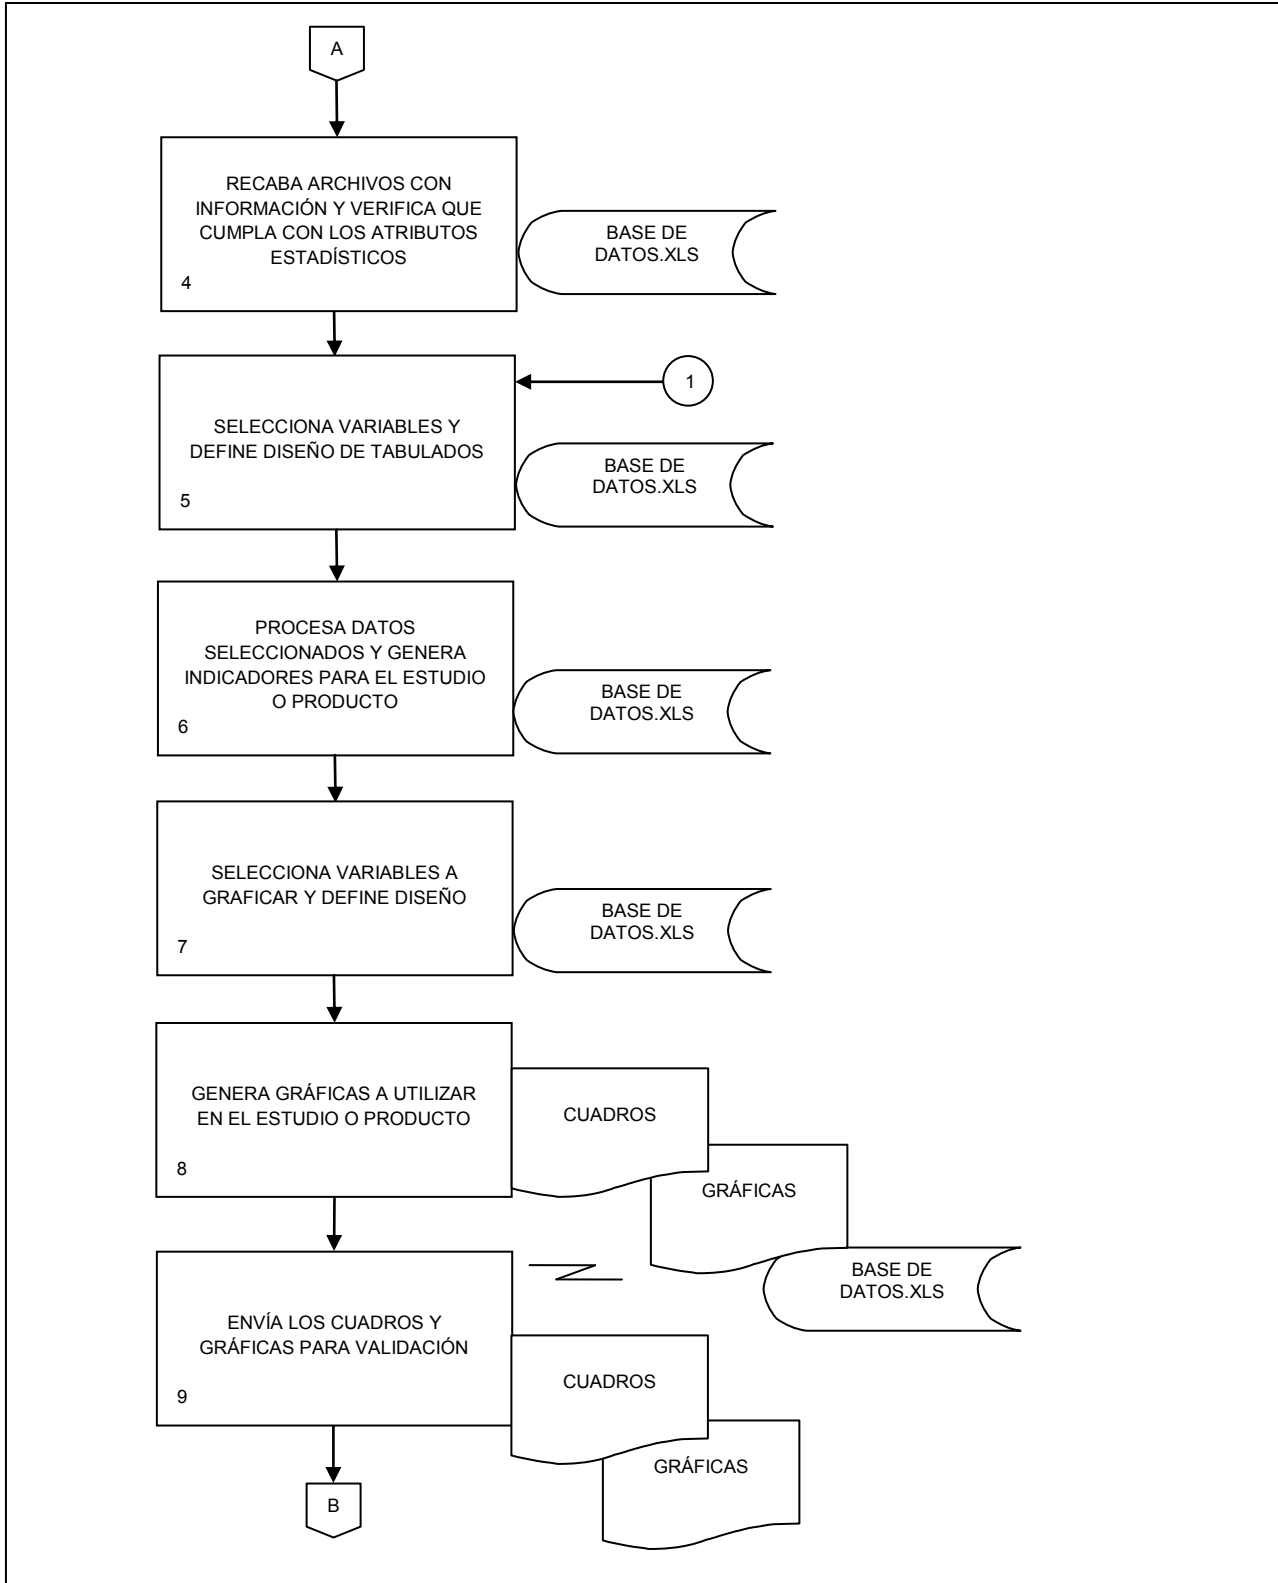 A
RECABA ARCHIVOS CON
INFORMACIÓN Y VERIFICA QUE
CUMPLA CON LOS ATRIBUTOS
ESTADÍSTICOS
4
BASE DE
DATOS.XLS
1
SELECCIONA VARIABLES Y
DEFINE DISEÑO DE TABULADOS
5
BASE DE
DATOS.XLS
PROCESA DATOS
SELECCIONADOS Y GENERA
INDICADORES PARA EL ESTUDIO
O PRODUCTO
6
BASE DE
DATOS.XLS
SELECCIONA VARIABLES A
GRAFICAR Y DEFINE DISEÑO
7
BASE DE
DATOS.XLS
GENERA GRÁFICAS A UTILIZAR
EN EL ESTUDIO O PRODUCTO
8
CUADROS
GRÁFICAS
BASE DE
DATOS.XLS
ENVÍA LOS CUADROS Y
GRÁFICAS PARA VALIDACIÓN
9
CUADROS
GRÁFICAS
B